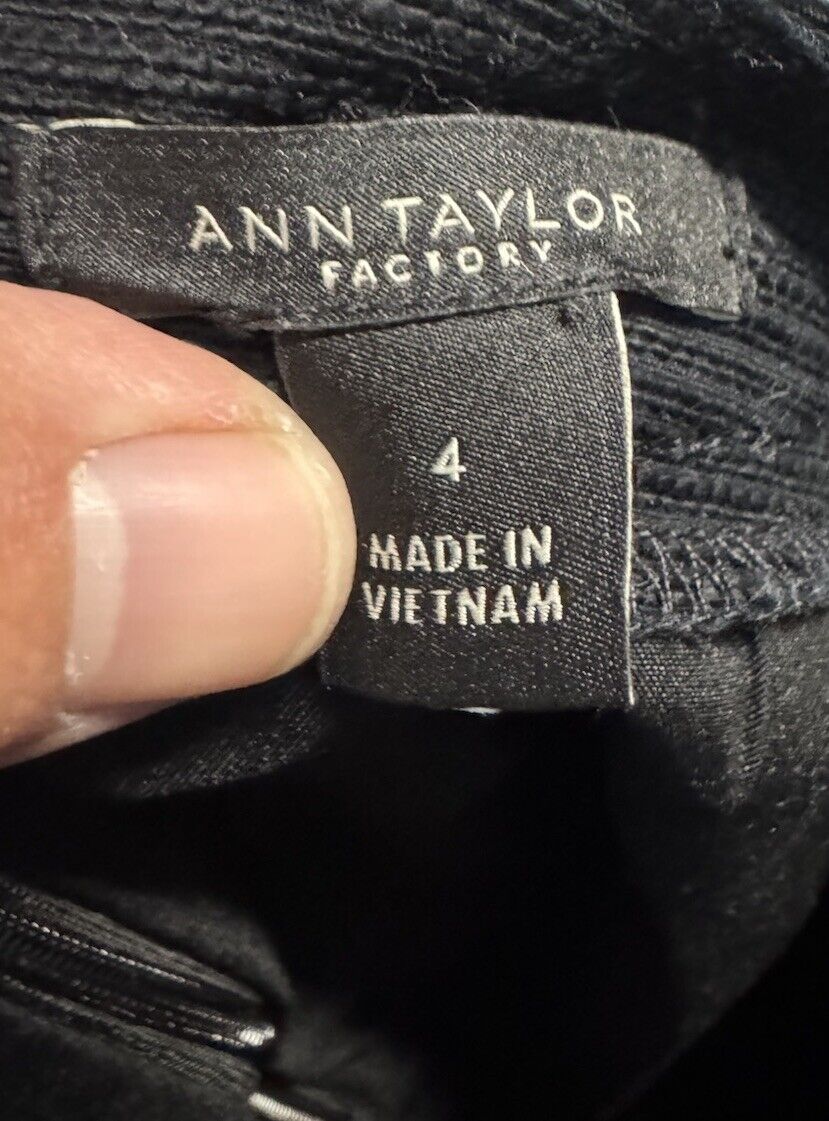 ANN TAYLOR
FACTORY
4
MADE IN
VIETNAM